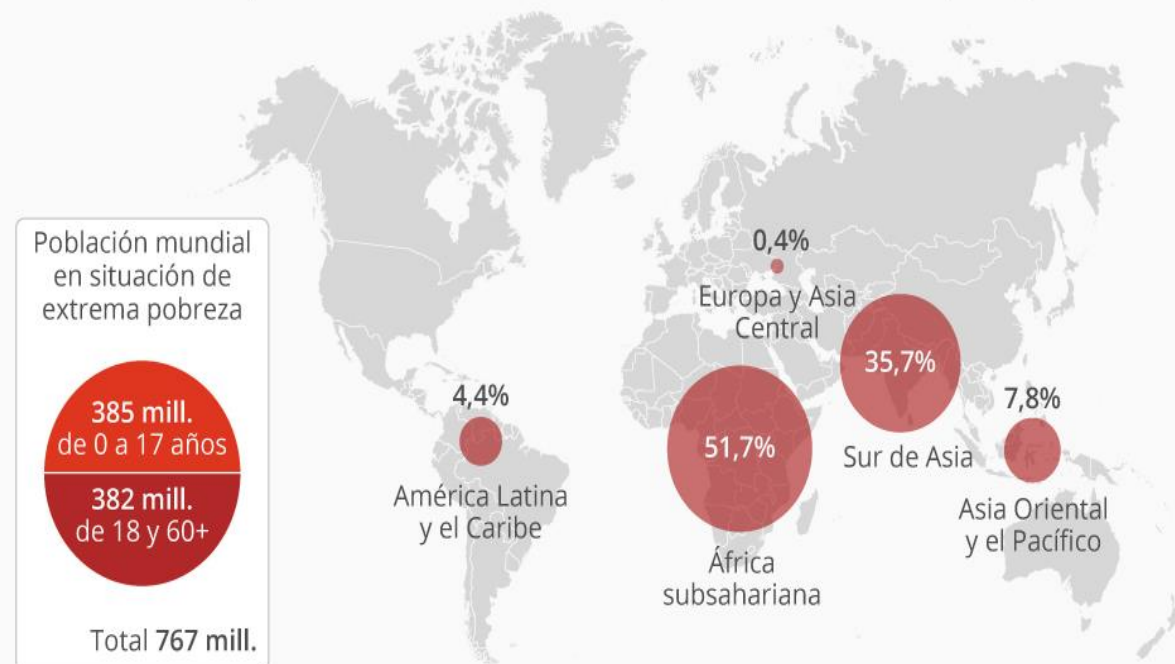 Población mundial
en situación de
extrema pobreza
385 mill.
de 0 a 17 años
382 mill.
de 18 y 60+
Total 767 mill.
4,4%
América Latina
y el Caribe
0,4%
Europa y Asia
Central
51,7%
África
subsahariana
35,7%
Sur de Asia
7,8%
Asia Oriental
y el Pacífico